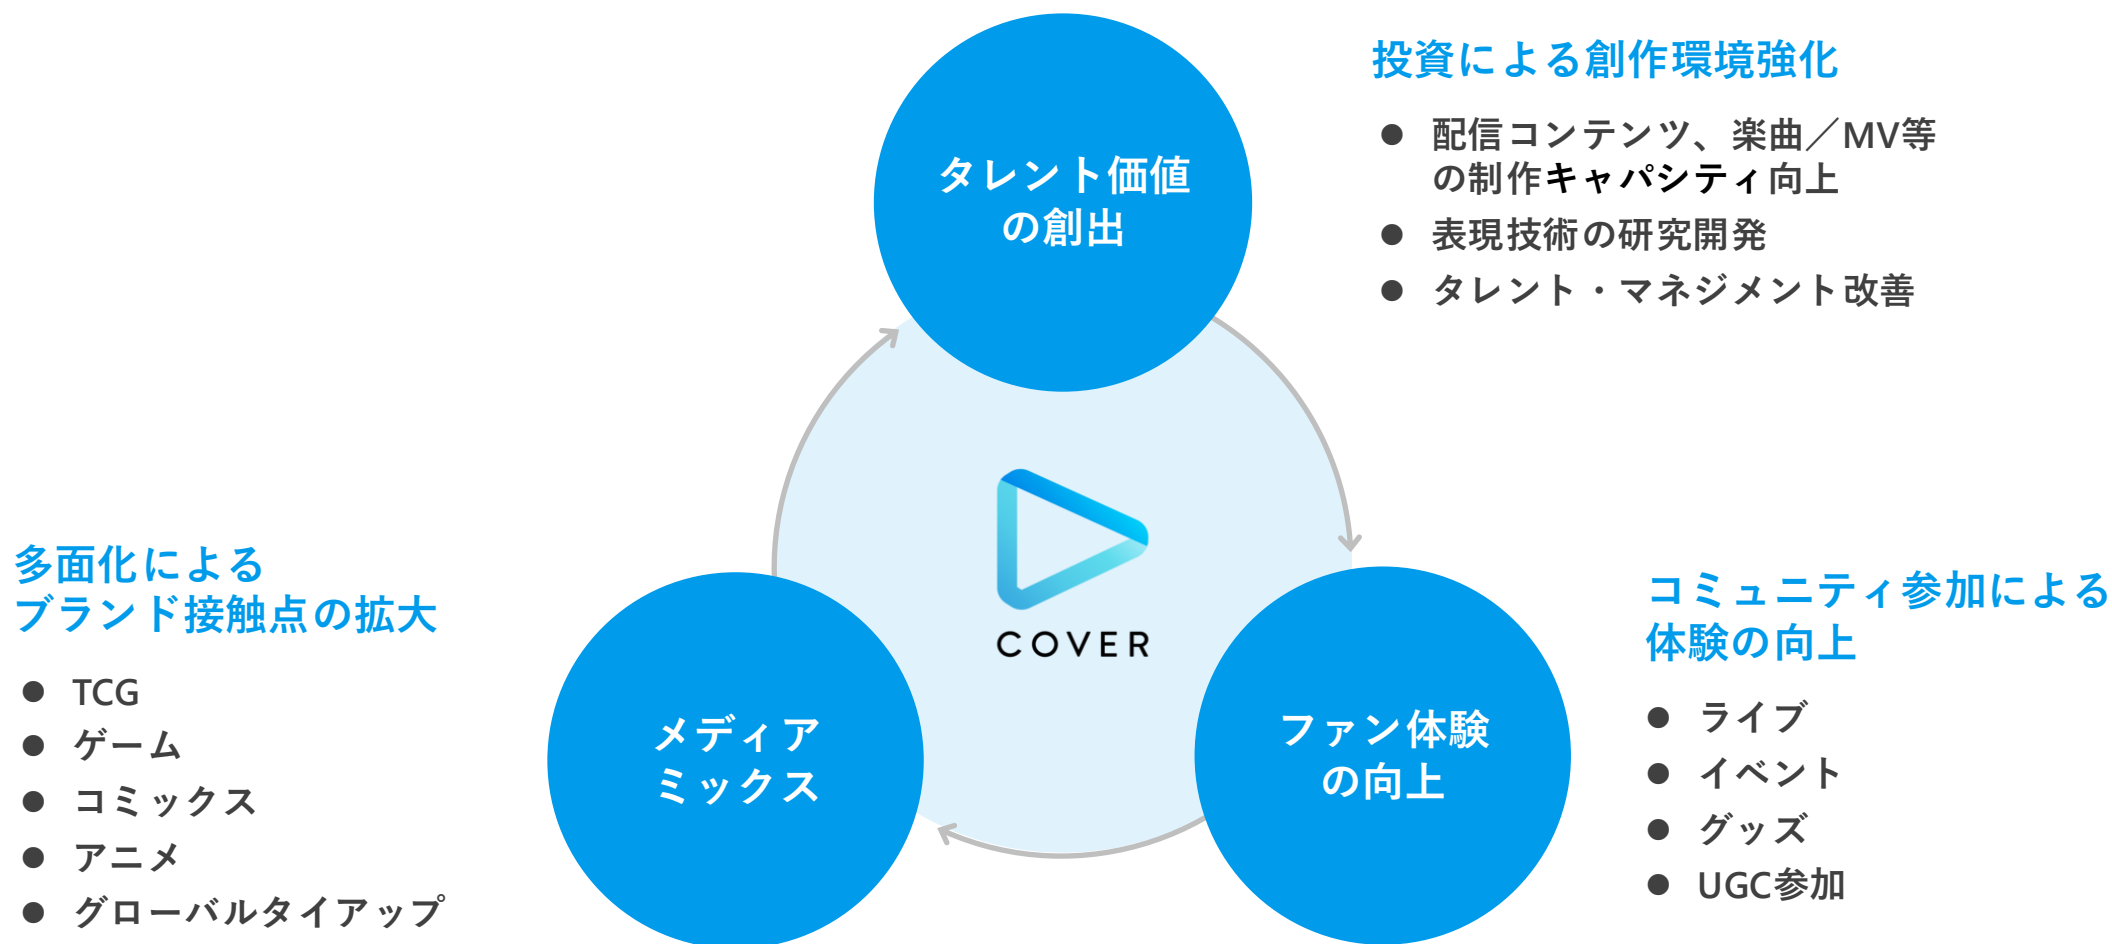 タレント価値
の創出
投資による創作環境強化
● 配信コンテンツ、楽曲／MV等
の制作キャパシティ向上
● 表現技術の研究開発
● タレント・マネジメント改善
COVER
多面化による
ブランド接触点の拡大
● TCG
● ゲーム
● コミックス
● アニメ
● グローバルタイアップ
メディア
ミックス
ファン体験
の向上
コミュニティ参加による
体験の向上
● ライブ
● イベント
● グッズ
● UGC参加